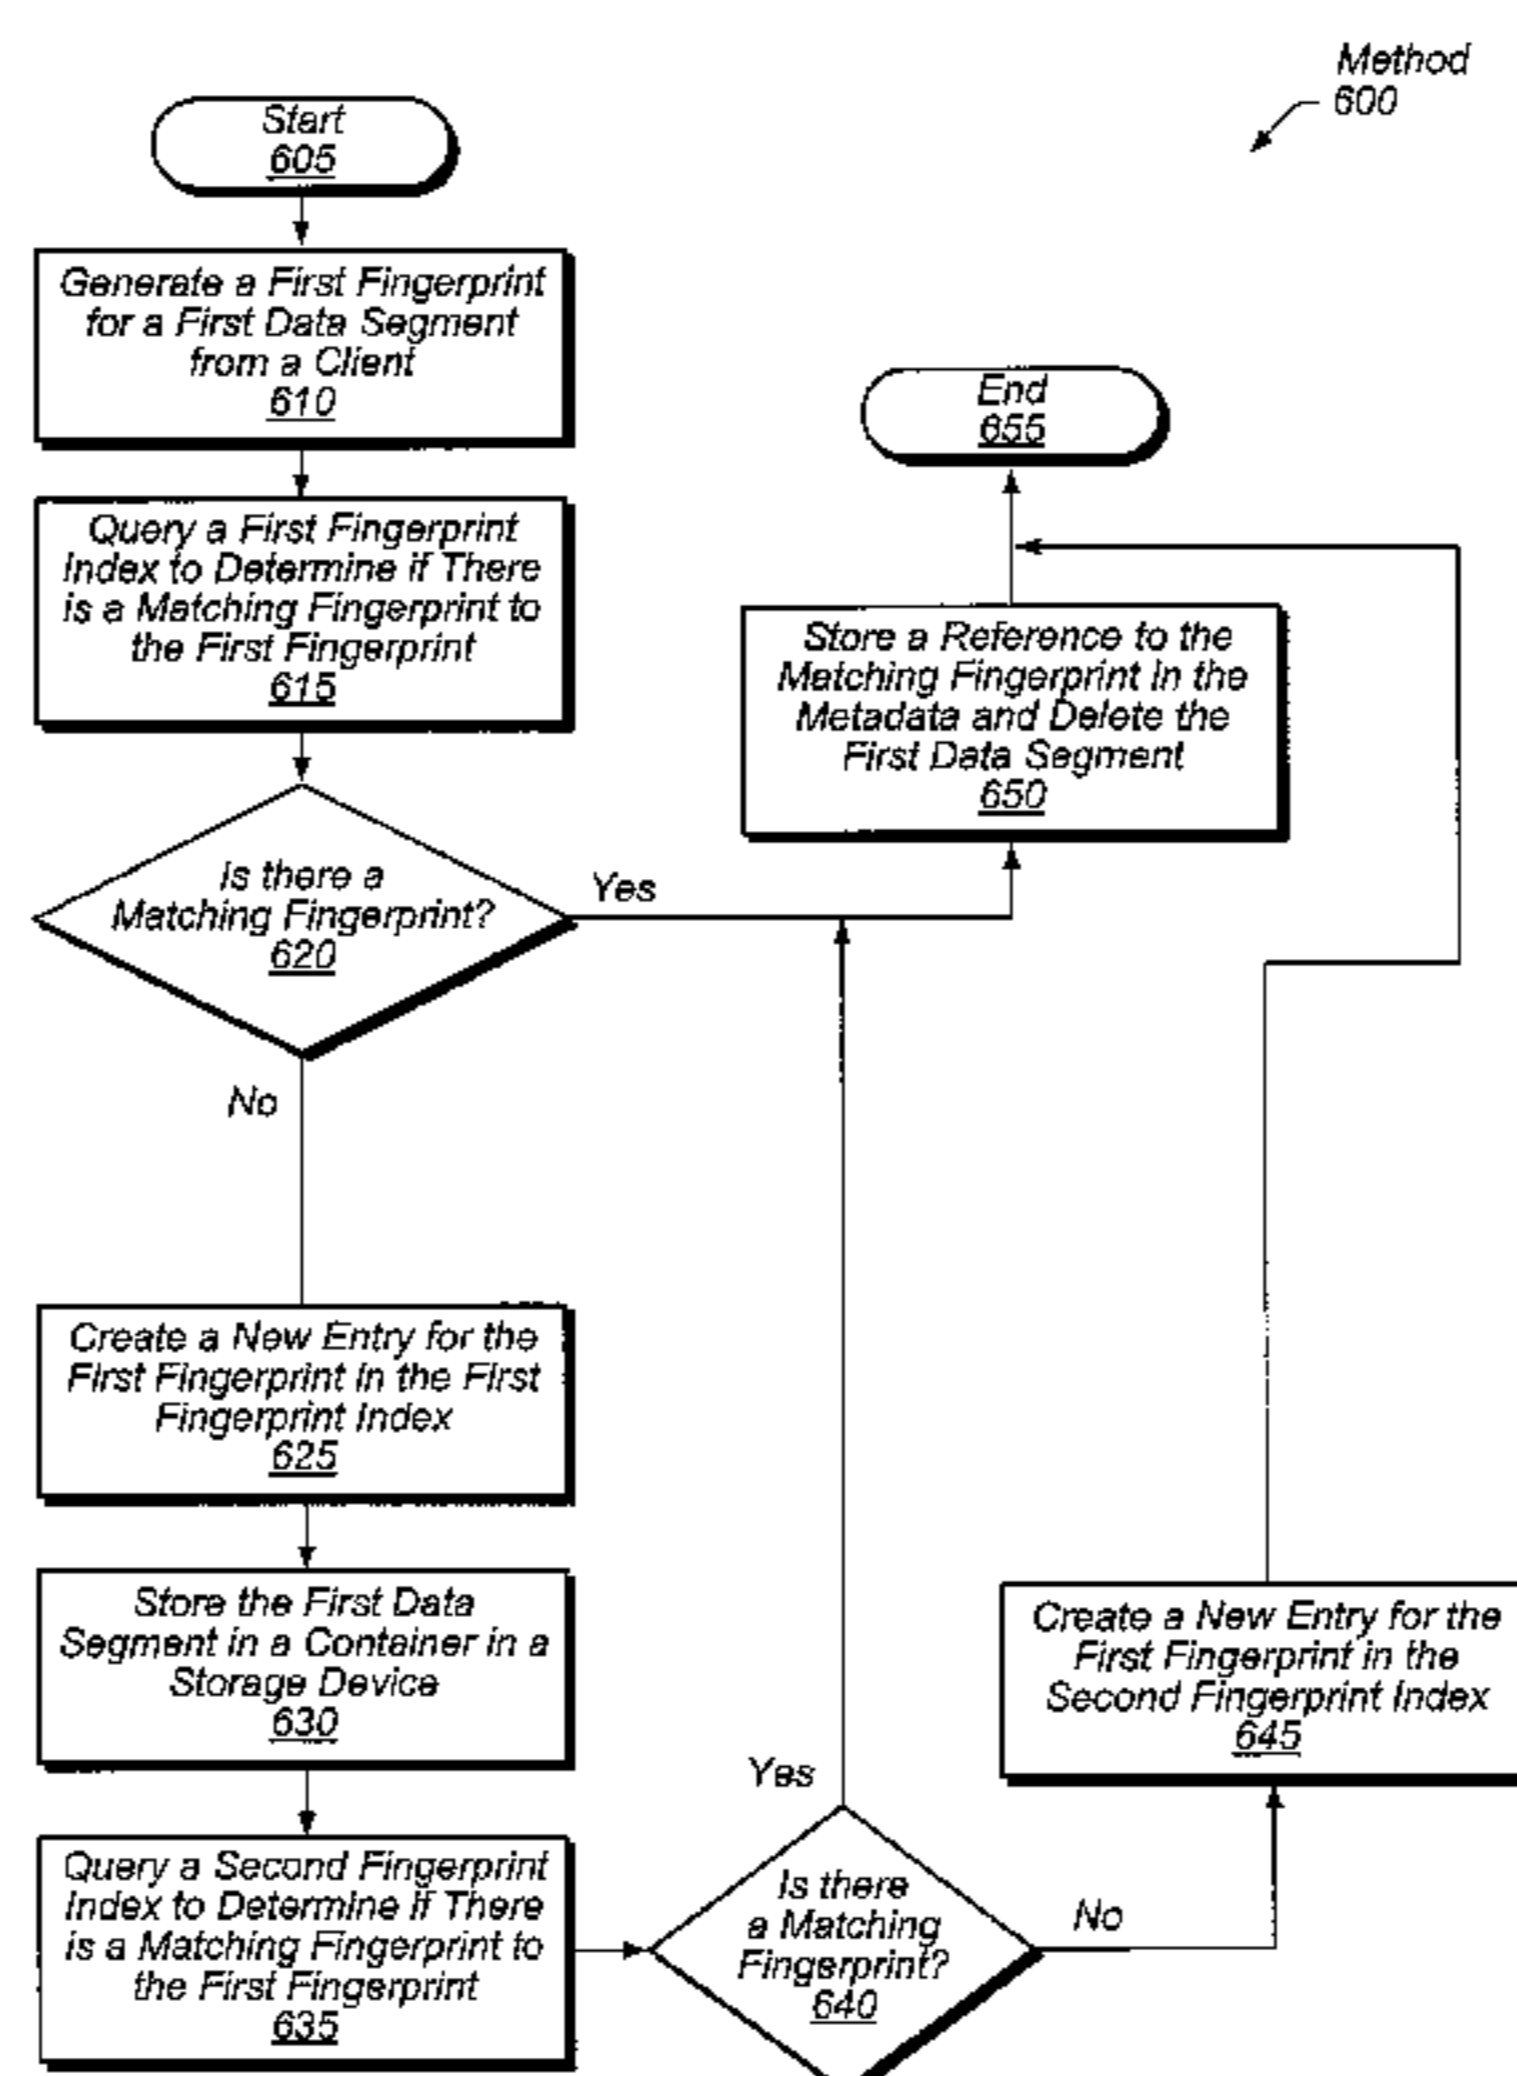 Method
600
Start
605
Generate a First Fingerprint
for a First Data Segment
from a Client
610
Query a First Fingerprint
Index to Determine if There
is a Matching Fingerprint to
the First Fingerprint
615
Is there a
Matching Fingerprint?
620
Yes
No
End
655
Store a Reference to the
Matching Fingerprint in the
Metadata and Delete the
First Data Segment
650
Create a New Entry for the
First Fingerprint in the First
Fingerprint Index
625
Store the First Data
Segment in a Container in a
Storage Device
630
Query a Second Fingerprint
Index to Determine if There
is a Matching Fingerprint to
the First Fingerprint
635
Yes
Is there
a Matching
Fingerprint?
640
No
Create a New Entry for the
First Fingerprint in the
Second Fingerprint Index
645